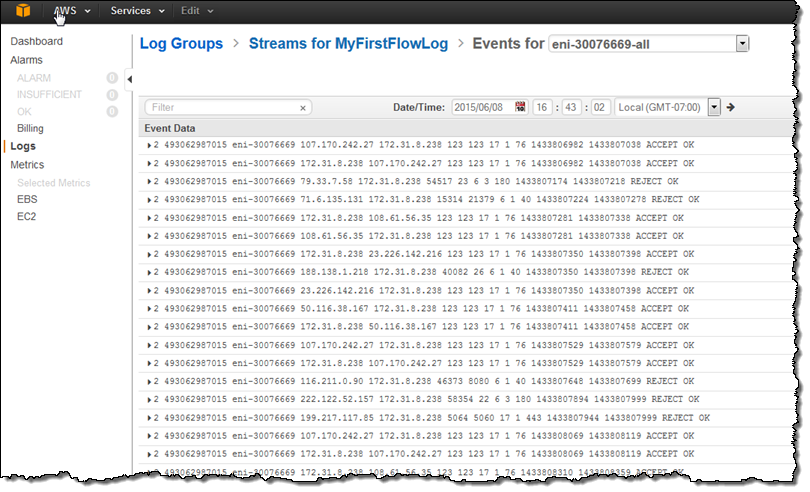 AWS Services Edit
Dashboard
Alarms
ALARM 0
INSUFFICIENT 0
OK 0
Billing
Logs
Metrics
Selected Metrics
EBS
EC2
Log Groups > Streams for MyFirstFlowLog > Events for eni-30076669-all
Filter × Date/Time: 2015/06/08 16 : 43 : 02 Local (GMT-07:00)
Event Data
2 493062987015 eni-30076669 107.170.242.27 172.31.8.238 123 123 17 1 76 1433806982 1433807038 ACCEPT OK
2 493062987015 eni-30076669 172.31.8.238 107.170.242.27 123 123 17 1 76 1433806982 1433807038 ACCEPT OK
2 493062987015 eni-30076669 79.33.7.58 172.31.8.238 54517 23 6 3 180 1433807174 1433807218 REJECT OK
2 493062987015 eni-30076669 71.6.135.131 172.31.8.238 15314 21379 6 1 40 1433807224 1433807278 REJECT OK
2 493062987015 eni-30076669 172.31.8.238 108.61.56.35 123 123 17 1 76 1433807281 1433807338 ACCEPT OK
2 493062987015 eni-30076669 108.61.56.35 172.31.8.238 123 123 17 1 76 1433807281 1433807338 ACCEPT OK
2 493062987015 eni-30076669 172.31.8.238 23.226.142.216 123 123 17 1 76 1433807350 1433807398 ACCEPT OK
2 493062987015 eni-30076669 188.138.1.218 172.31.8.238 40082 26 6 1 40 1433807350 1433807398 REJECT OK
2 493062987015 eni-30076669 23.226.142.216 172.31.8.238 123 123 17 1 76 1433807350 1433807398 ACCEPT OK
2 493062987015 eni-30076669 50.116.38.167 172.31.8.238 123 123 17 1 76 1433807411 1433807458 ACCEPT OK
2 493062987015 eni-30076669 172.31.8.238 50.116.38.167 123 123 17 1 76 1433807411 1433807458 ACCEPT OK
2 493062987015 eni-30076669 107.170.242.27 172.31.8.238 123 123 17 1 76 1433807529 1433807579 ACCEPT OK
2 493062987015 eni-30076669 172.31.8.238 107.170.242.27 123 123 17 1 76 1433807529 1433807579 ACCEPT OK
2 493062987015 eni-30076669 116.211.0.90 172.31.8.238 46373 8080 6 1 40 1433807648 1433807699 REJECT OK
2 493062987015 eni-30076669 222.122.52.157 172.31.8.238 58354 22 6 3 180 1433807894 1433807999 REJECT OK
2 493062987015 eni-30076669 199.217.117.85 172.31.8.238 5064 5060 17 1 443 1433807944 1433807999 REJECT OK
2 493062987015 eni-30076669 107.170.242.27 172.31.8.238 123 123 17 1 76 1433808069 1433808119 ACCEPT OK
2 493062987015 eni-30076669 172.31.8.238 107.170.242.27 123 123 17 1 76 1433808069 1433808119 ACCEPT OK
2 493062987015 eni-30076669 172.31.8.238 108.61.56.35 123 123 17 1 76 1433808310 1433808359 ACCEPT OK